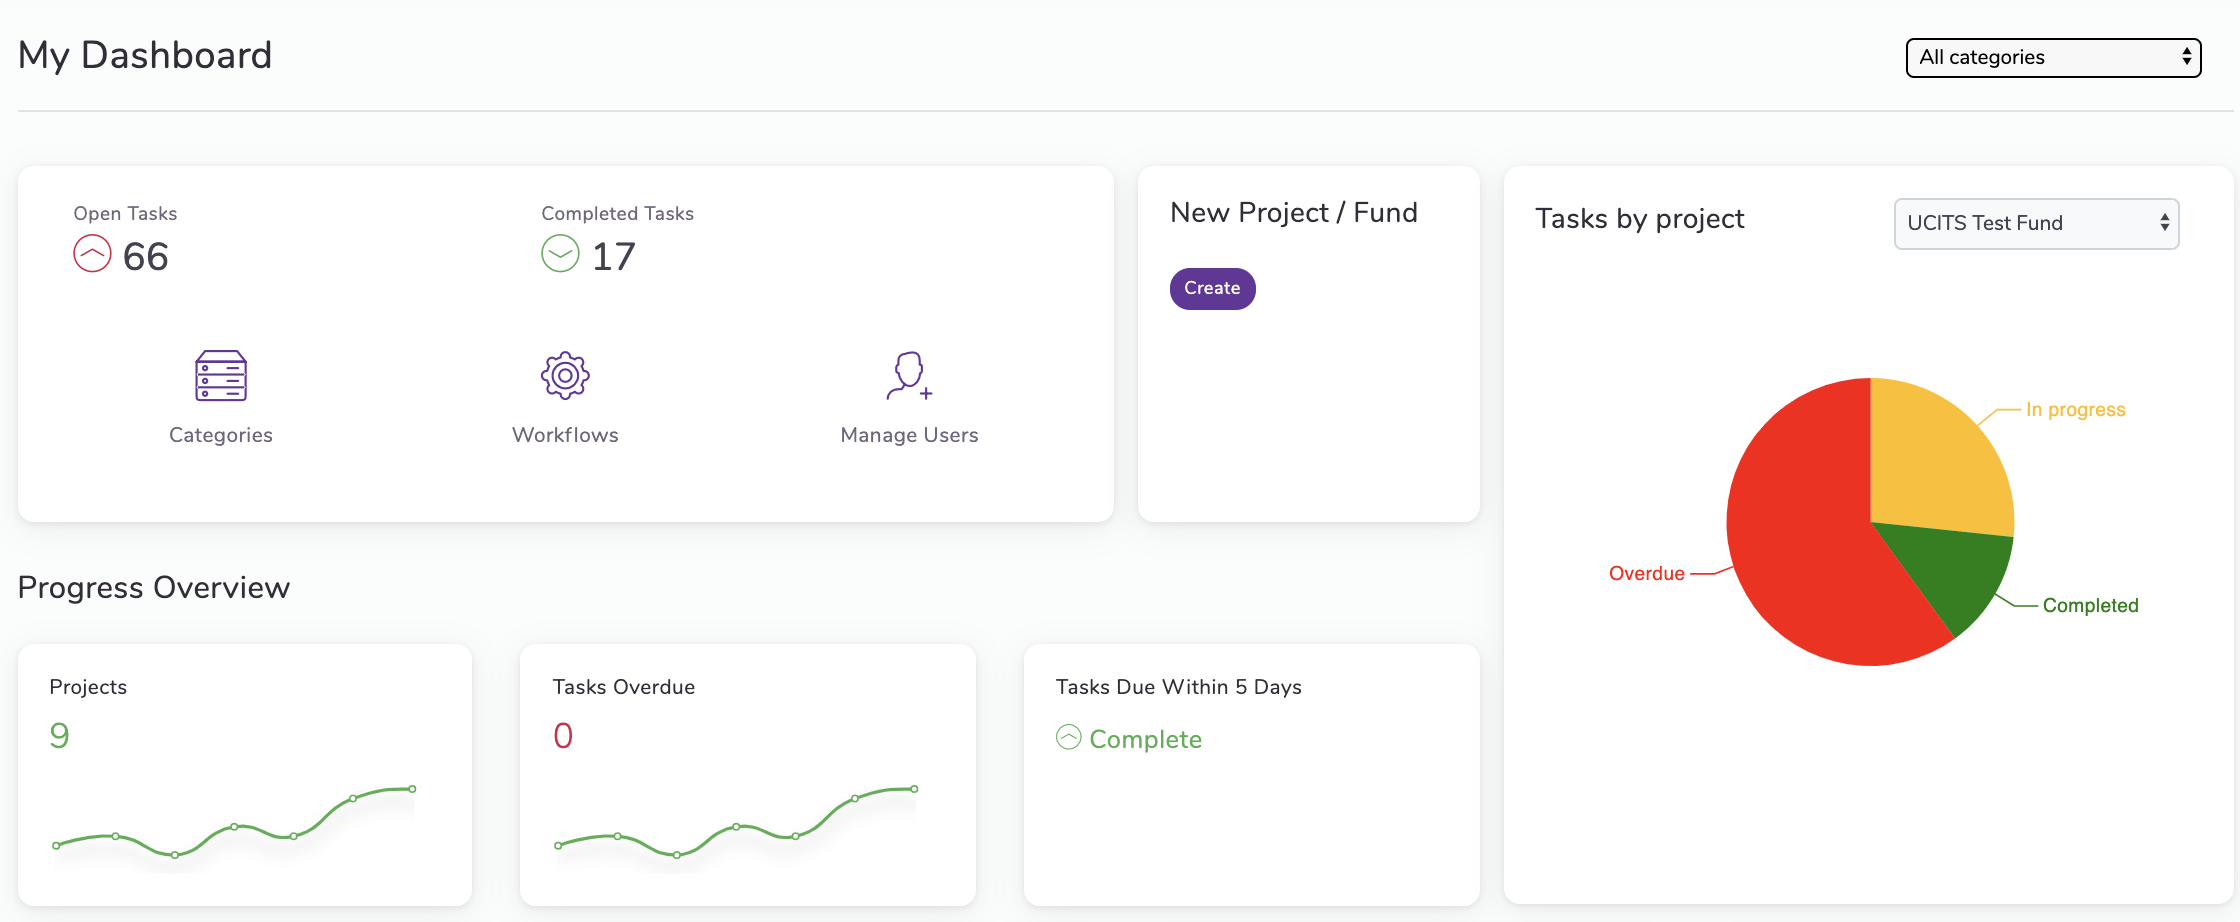 My Dashboard
All categories
Open Tasks
66
Completed Tasks
17
Categories
Workflows
Manage Users
New Project / Fund
Create
Tasks by project
UCITS Test Fund
In progress
Overdue
Completed
Progress Overview
Projects
9
Tasks Overdue
0
Tasks Due Within 5 Days
Complete